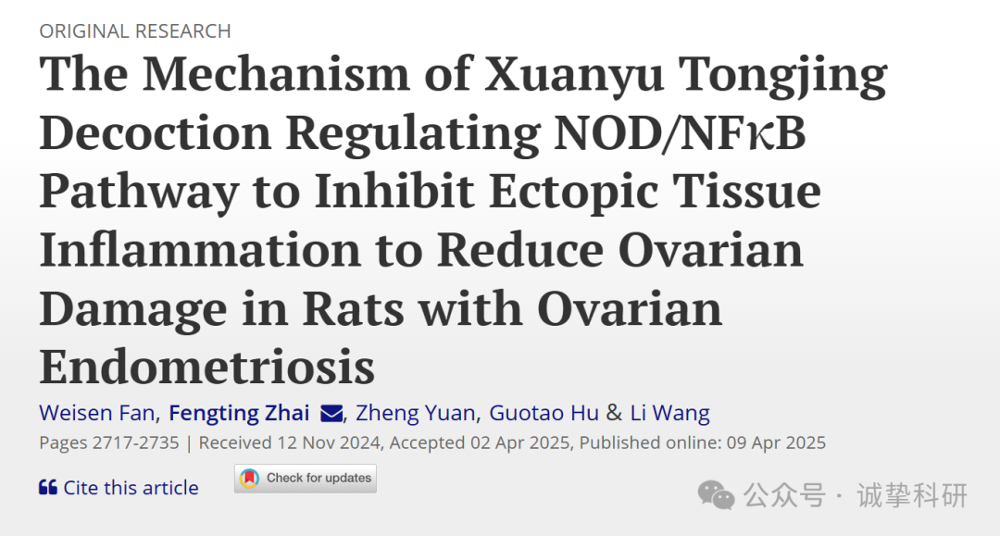 ORIGINAL RESEARCH
The Mechanism of Xuanyu Tongjing
Decoction Regulating NOD/NFκB
Pathway to Inhibit Ectopic Tissue
Inflammation to Reduce Ovarian
Damage in Rats with Ovarian
Endometriosis
Weisen Fan, Fengting Zhai, Zheng Yuan, Guotao Hu & Li Wang
Pages 2717-2735 | Received 12 Nov 2024, Accepted 02 Apr 2025, Published online: 09 Apr 2025
Cite this article
Check for updates
公众号 · 诚挚科研